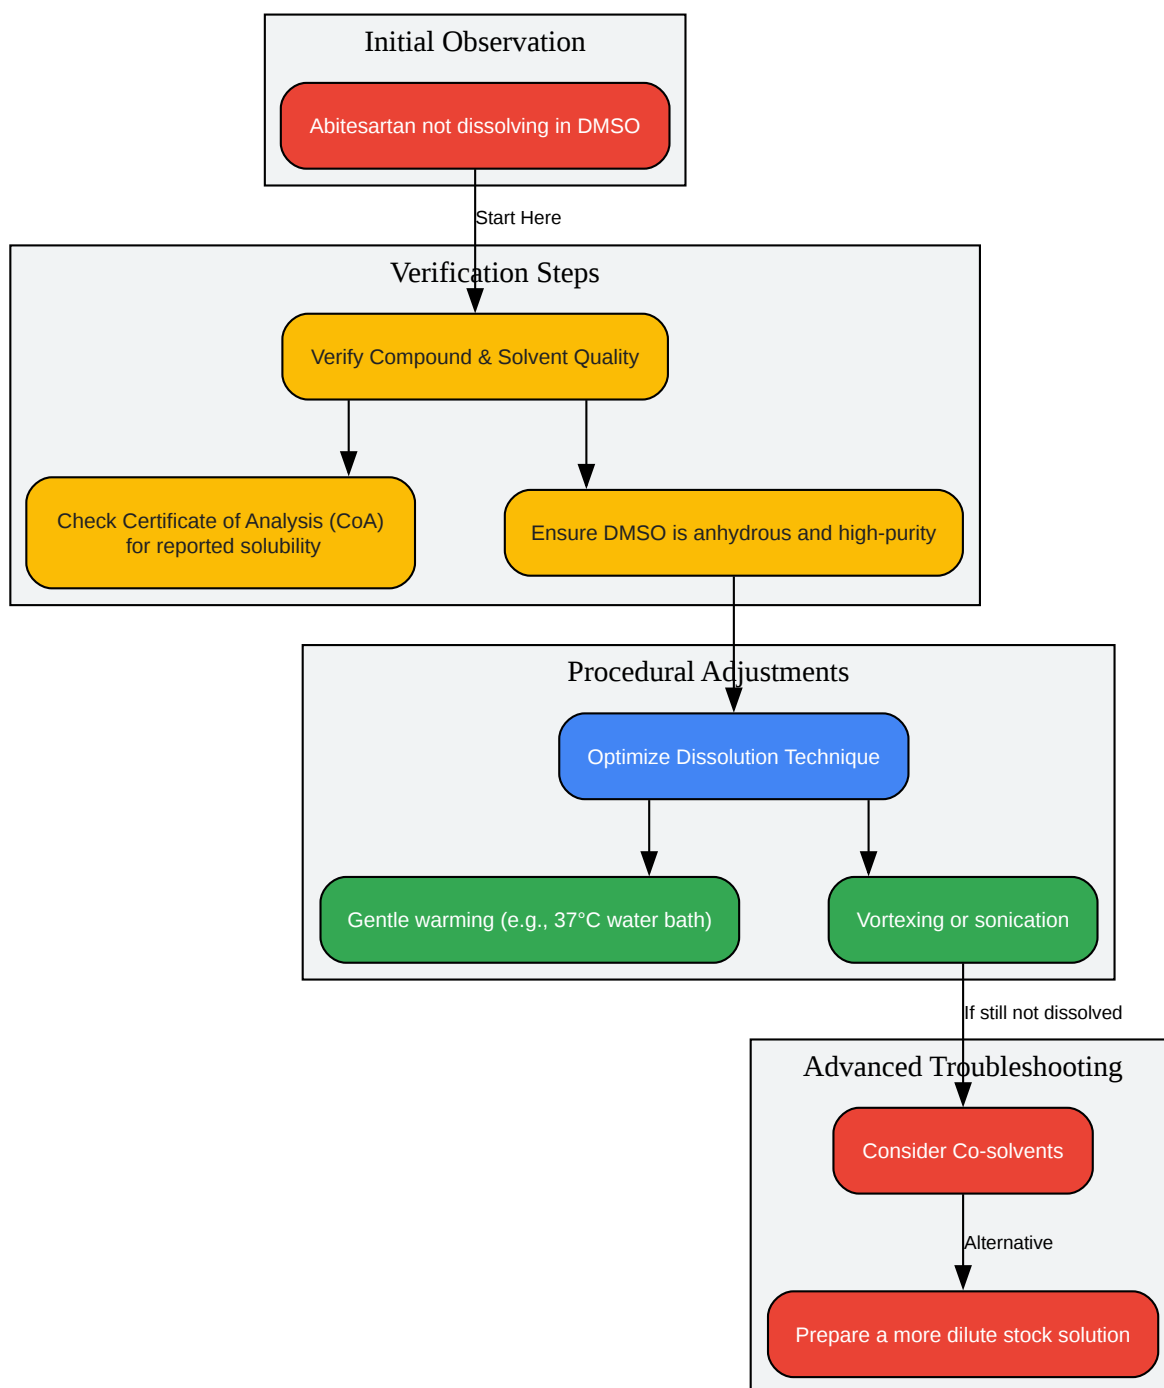 Initial Observation
Abitesartan not dissolving in DMSO
Start Here
Verification Steps
Verify Compound & Solvent Quality
Check Certificate of Analysis (CoA)
for reported solubility
Ensure DMSO is anhydrous and high-purity
Procedural Adjustments
Optimize Dissolution Technique
Gentle warming (e.g., 37°C water bath)
Vortexing or sonication
If still not dissolved
Advanced Troubleshooting
Consider Co-solvents
Alternative
Prepare a more dilute stock solution